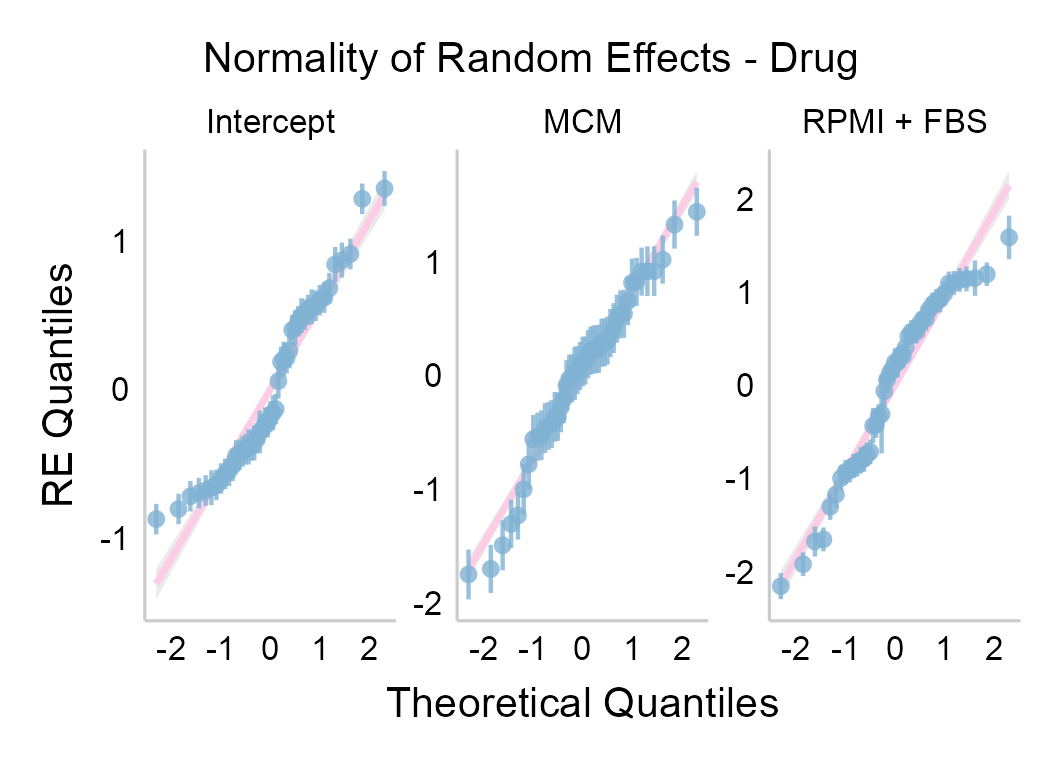 Normality of Random Effects - Drug
Intercept
MCM
RPMI + FBS
RE Quantiles
1
0
-1
1
0
-1
-2
2
1
0
-1
-2
-2 -1 0 1 2
-2 -1 0 1 2
-2 -1 0 1 2
Theoretical Quantiles